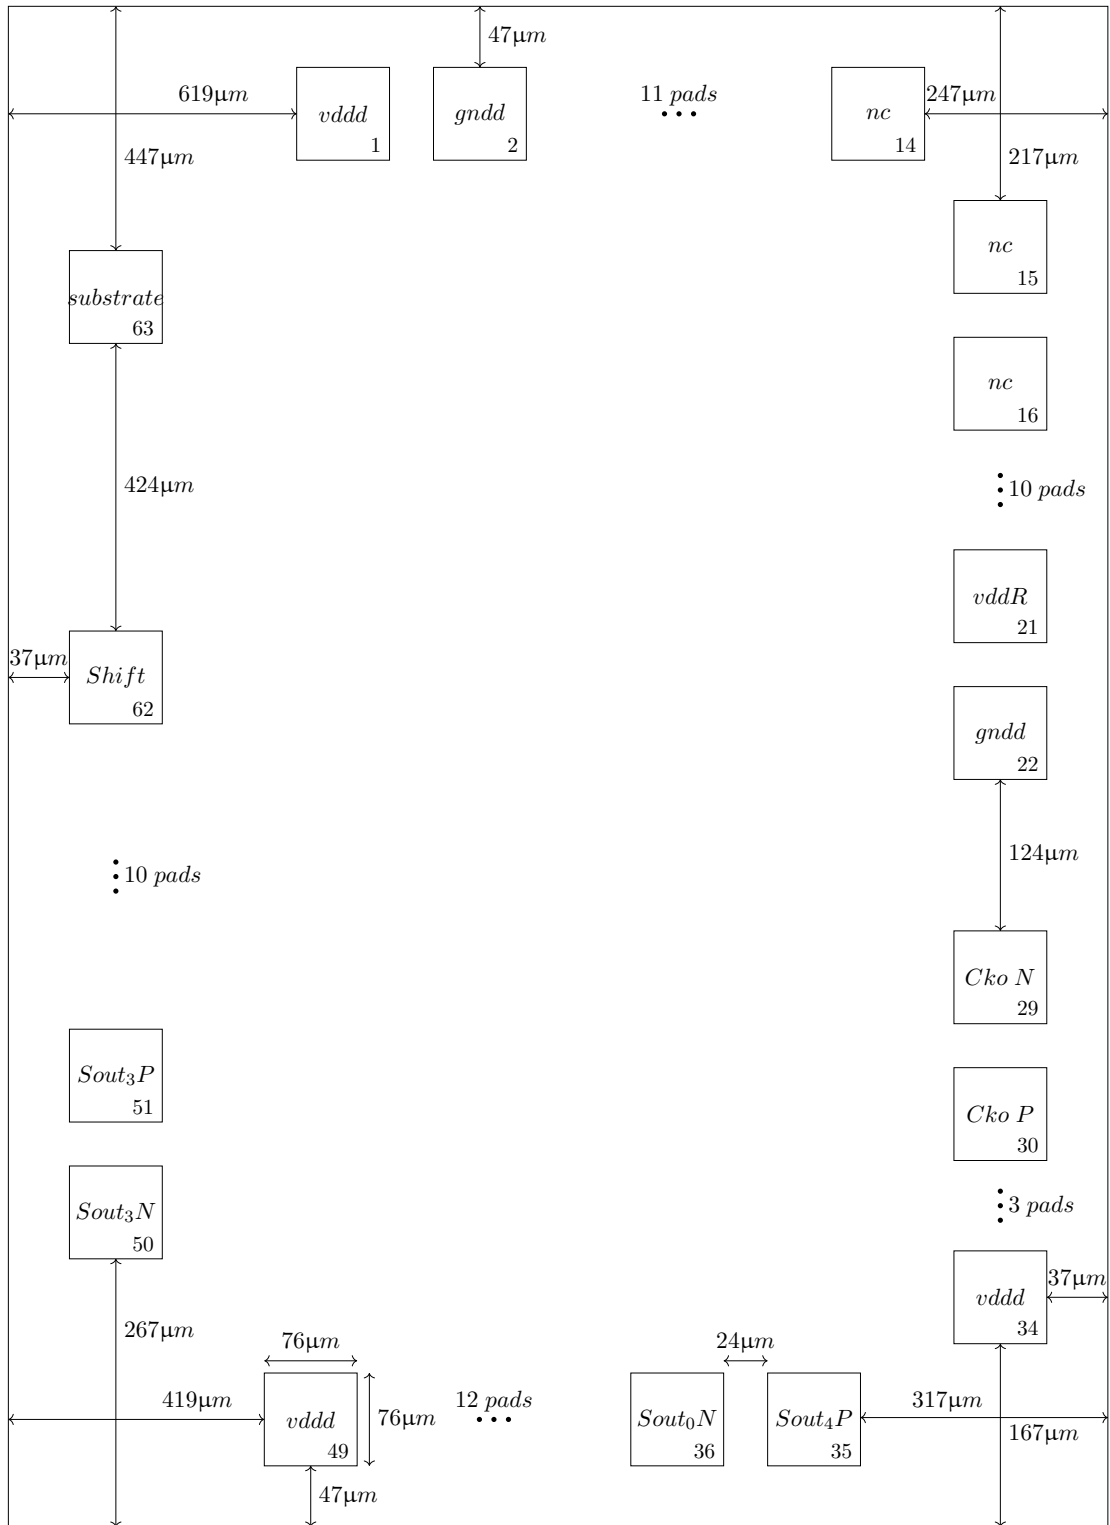 47μm
619μm
vddd
1
gndd
2
11 pads
nc
14
247μm
447μm
217μm
nc
15
substrate
63
nc
16
424μm
10 pads
vddR
21
37μm
Shift
62
gndd
22
124μm
10 pads
Cko N
29
Sout₃P
51
Cko P
30
Sout₃N
50
3 pads
37μm
vddd
34
267μm
76μm
24μm
419μm
vddd
49
76μm
12 pads
Sout₀N
36
Sout₄P
35
317μm
167μm
47μm